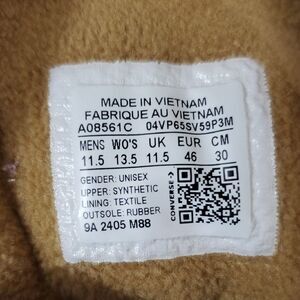 MADE IN VIETNAM
FABRIQUE AU VIETNAM
A08561C 04VP65SV59P3M
MENS WO'S UK EUR CM
11.5 13.5 11.5 46 30
GENDER: UNISEX
UPPER: SYNTHETIC
LINING: TEXTILE
OUTSOLE: RUBBER
9A 2405 M88
CONVERSE